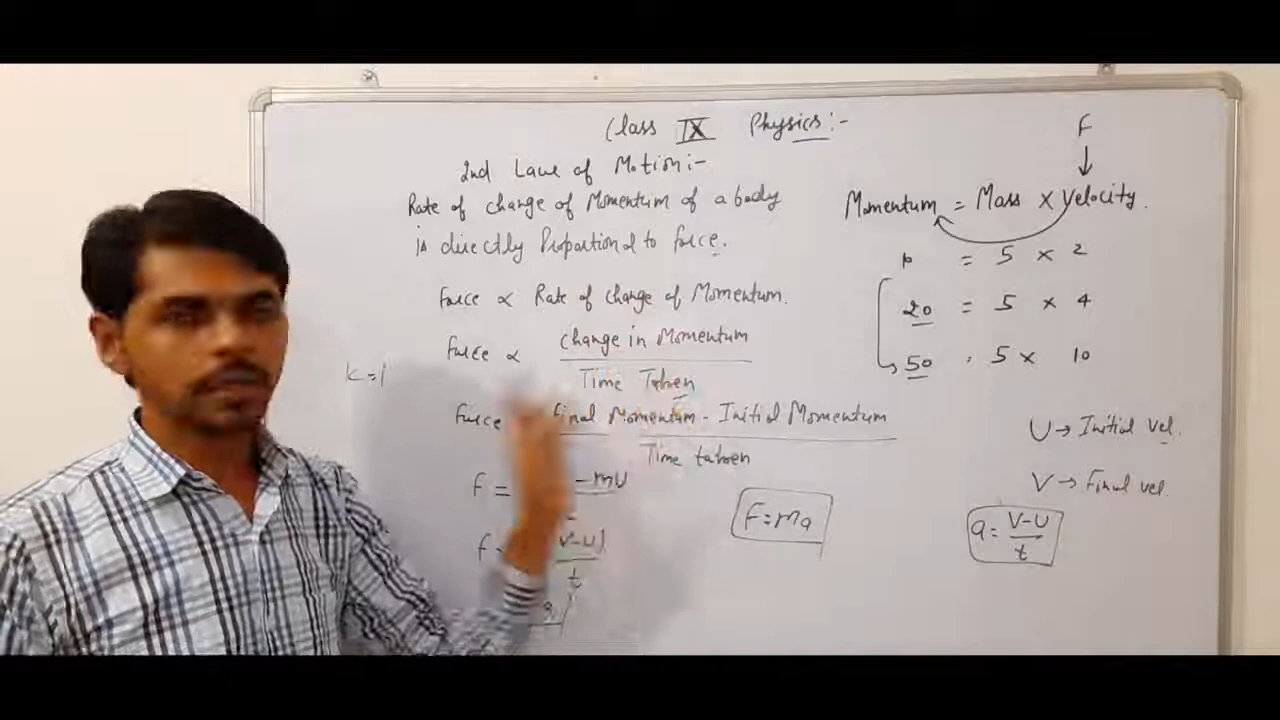 Class IX Physics:-
2nd Lawe of Motion:-
Rate of change of Momentum of a body
is directly Proportional to force.
Force ∝ Rate of change of Momentum.
Force ∝ change in Momentum
Time Taken
Force final Momentum - Initial Momentum
Time taken
F = - mU
F = V-U)
t
a
K=1
F=ma
F
↓
Momentum = Mass x Velocity.
P = 5 x 2
20 = 5 x 4
50 = 5 x 10
U → Initial vel.
V → Final vel
a = V-U
t